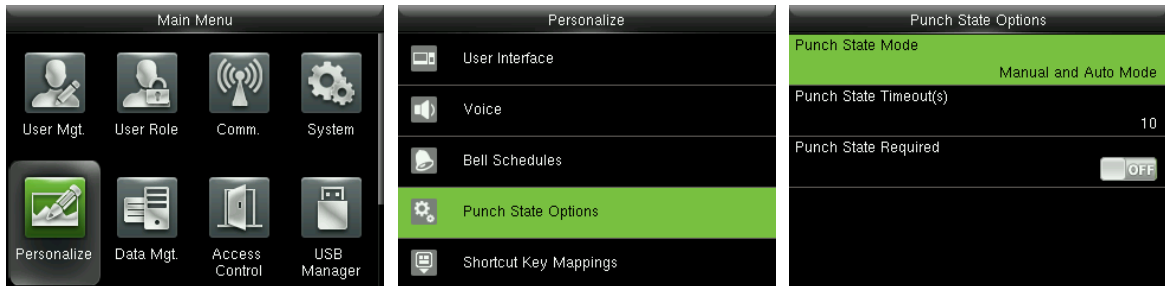 Main Menu
User Mgt.
User Role
Comm.
System
Personalize
Data Mgt.
Access
Control
USB
Manager
Personalize
User Interface
Voice
Bell Schedules
Punch State Options
Shortcut Key Mappings
Punch State Options
Punch State Mode
Manual and Auto Mode
Punch State Timeout(s)
10
Punch State Required
OFF